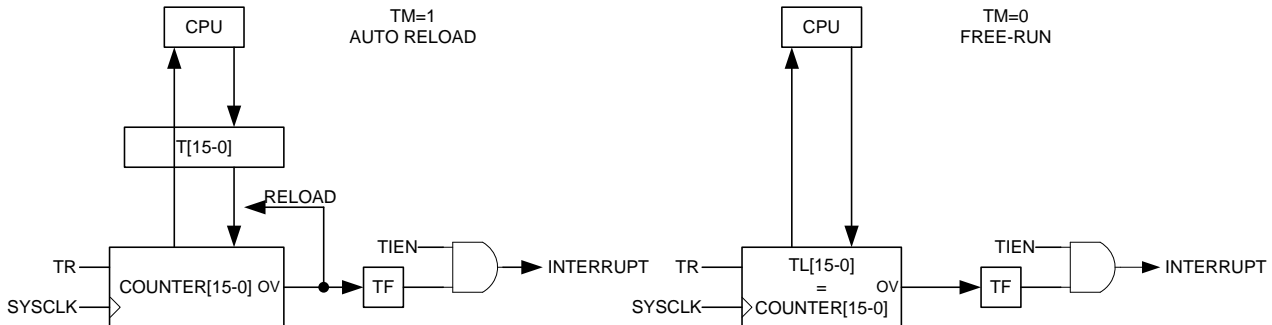 CPU
TM=1
AUTO RELOAD
T[15-0]
RELOAD
TR
SYSCLK
COUNTER[15-0]
OV
TF
TIEN
INTERRUPT
CPU
TM=0
FREE-RUN
TR
SYSCLK
TL[15-0]
=
COUNTER[15-0]
OV
TF
TIEN
INTERRUPT